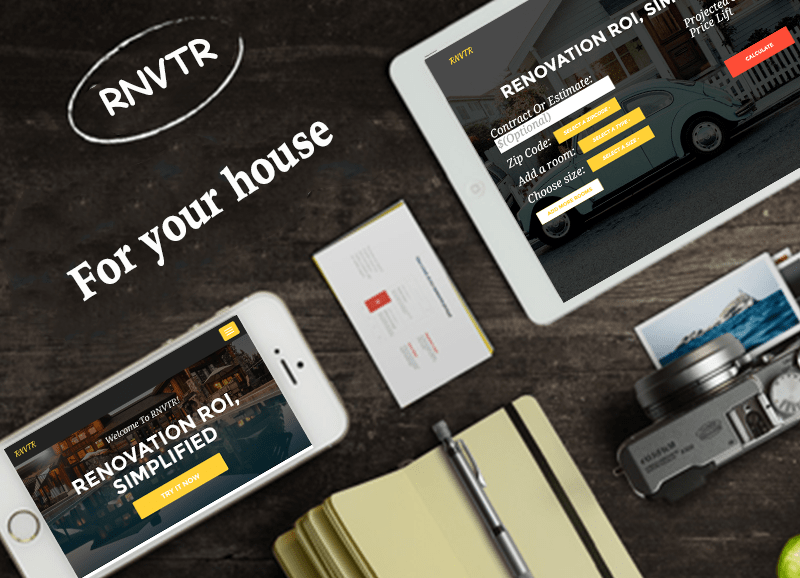 RNVTR
For your house
RNVTR
RENOVATION ROI, SIM
Projected
Price Lift
CALCULATE
Contract Or Estimate:
$(Optional)
Zip Code:
SELECT A ROOM
Add a room:
SELECT A TYPE
Choose size:
SELECT A SIZE
ADD MORE ROOMS
RNVTR
Welcome To RNVTR!
RENOVATION ROI,
SIMPLIFIED
TRY IT NOW
FUJIFILM